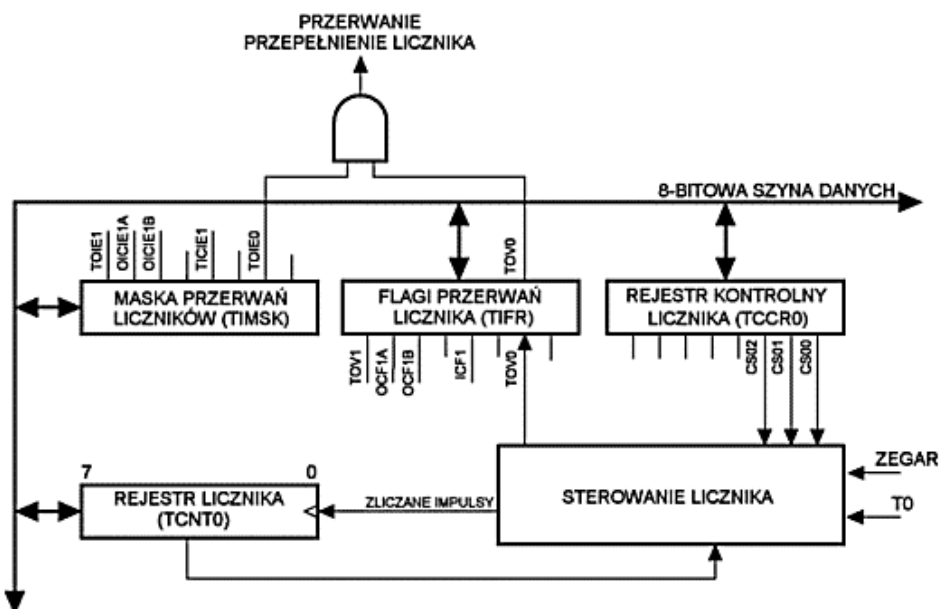 PRZERWANIE
PRZEPEŁNIENIE LICZNIKA
8-BITOWA SZYNA DANYCH
TOIE1
OICIE1A
OICIE1B
TICIE1
TOIE0
TOV0
MASKA PRZERWAŃ
LICZNIKÓW (TIMSK)
FLAGI PRZERWAŃ
LICZNIKA (TIFR)
REJESTR KONTROLNY
LICZNIKA (TCCR0)
TOV1
OCF1A
OCF1B
ICF1
TOV0
CS02
CS01
CS00
7
0
REJESTR LICZNIKA
(TCNT0)
ZLICZANE IMPULSY
STEROWANIE LICZNIKA
ZEGAR
T0